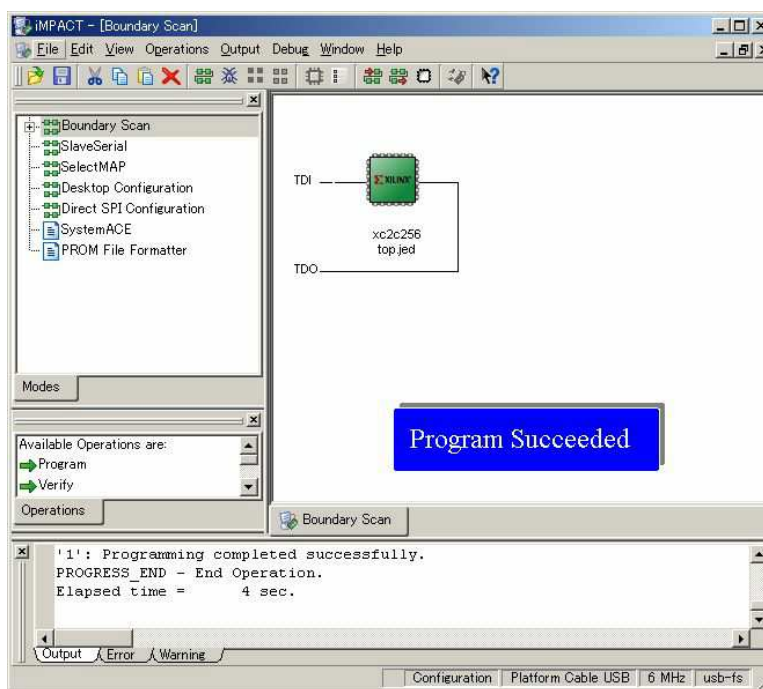 iMPACT - [Boundary Scan]
File Edit View Operations Output Debug Window Help
Boundary Scan
SlaveSerial
SelectMAP
Desktop Configuration
Direct SPI Configuration
SystemACE
PROM File Formatter
Modes
Available Operations are:
Program
Verify
Operations
TDI
XILINX
xc2c256
top.jed
TDO
Program Succeeded
Boundary Scan
'1': Programming completed successfully.
PROGRESS_END - End Operation.
Elapsed time = 4 sec.
Output Error Warning
Configuration Platform Cable USB 6 MHz usb-fs